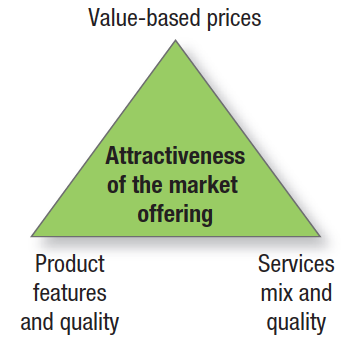 Value-based prices
Attractiveness
of the market
offering
Product
features
and quality
Services
mix and
quality